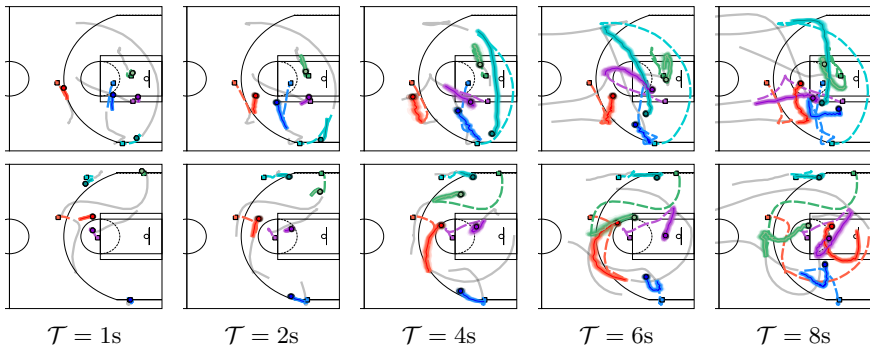 𝒯 = 1s 𝒯 = 2s 𝒯 = 4s 𝒯 = 6s 𝒯 = 8s